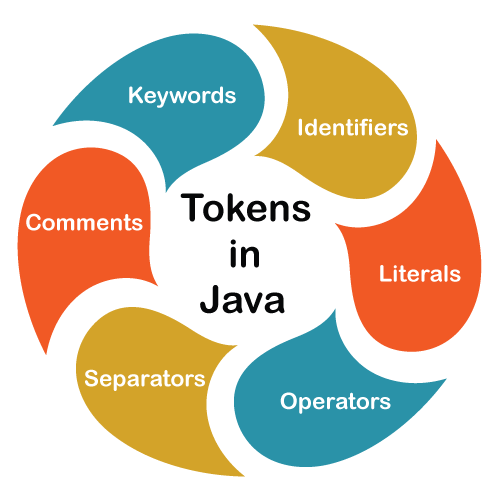 Tokens
in
Java
Keywords
Identifiers
Literals
Operators
Separators
Comments